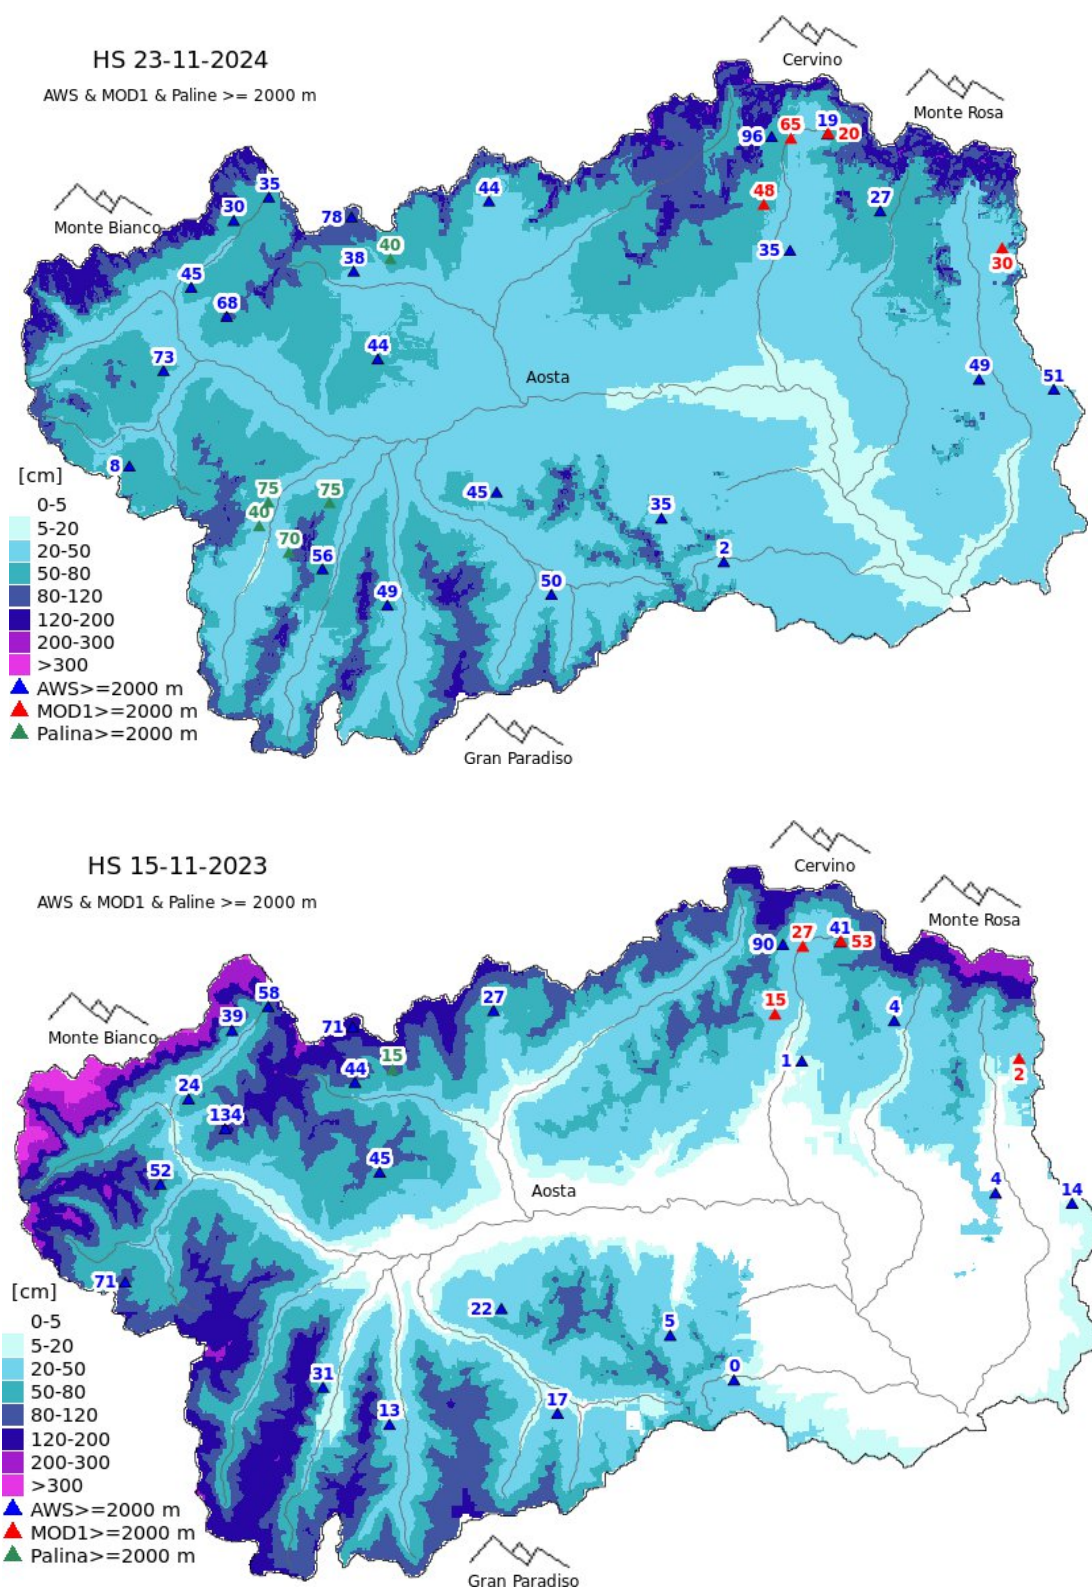 Cervino
HS 23-11-2024
Monte Rosa
AWS & MOD1 & Paline >= 2000 m
96 65 19 20
35
44
48 27
30
78
Monte Bianco
40
38 35
30
45
68
44
73
Aosta
49
51
[cm]
8
0-5
75 75
45
5-20
40
35
20-50
70
56
2
50-80
50
49
80-120
120-200
200-300
>300
AWS>=2000 m
MOD1>=2000 m
Palina>=2000 m
Gran Paradiso
Cervino
HS 15-11-2023
AWS & MOD1 & Paline >= 2000 m
Monte Rosa
90 27 41 53
58
27
15 4
39
71
Monte Bianco
15
44
1
2
24
134
45
52
Aosta
4
14
71
[cm]
22
0-5
5
5-20
0
20-50
31
50-80
13
17
80-120
120-200
200-300
>300
AWS>=2000 m
MOD1>=2000 m
Palina>=2000 m
Gran Paradiso